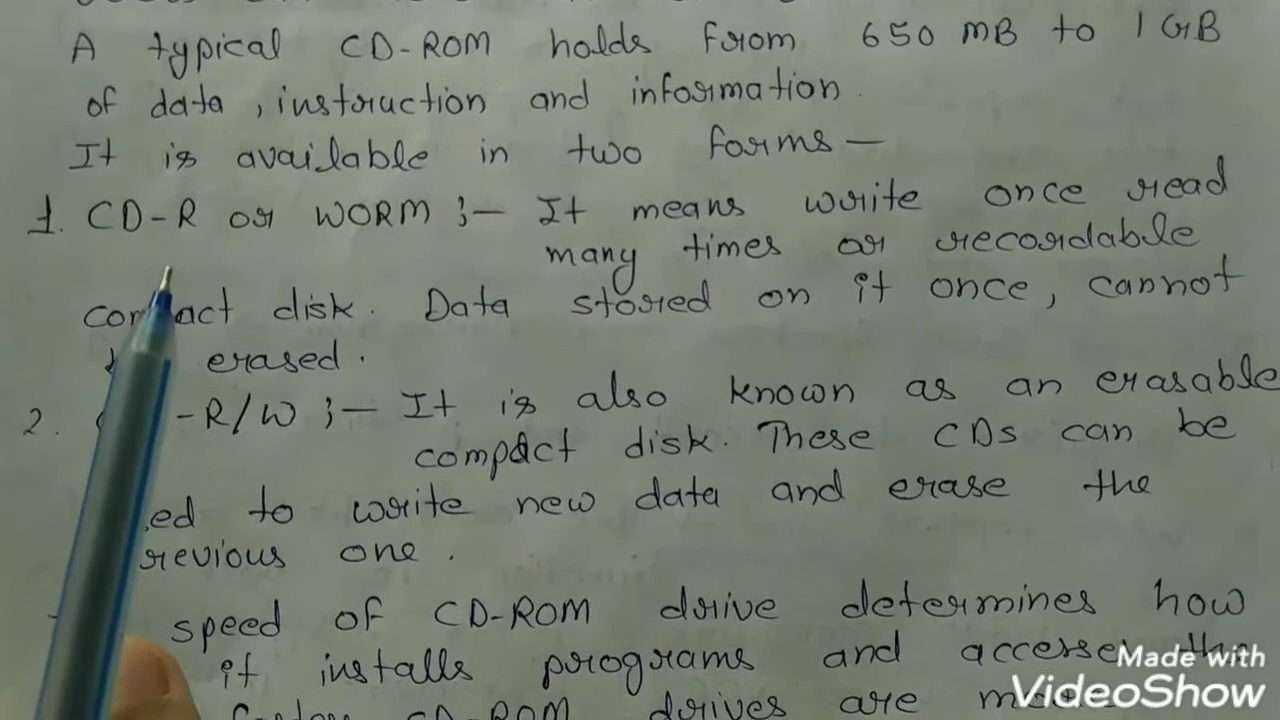 A typical CD-ROM holds from 650 MB to 1 GB
of data, instruction and information.
It is available in two forms —
1. CD-R or WORM ;- It means write once read
many times or recordable
compact disk. Data stored on it once, cannot
erased.
2. -R/W ;- It is also known as an erasable
compact disk. These CDs can be
ed to write new data and erase the
revious one.
speed of CD-ROM drive determines how
it installs programs and accesses the
CD-ROM drives are
Made with
VideoShow